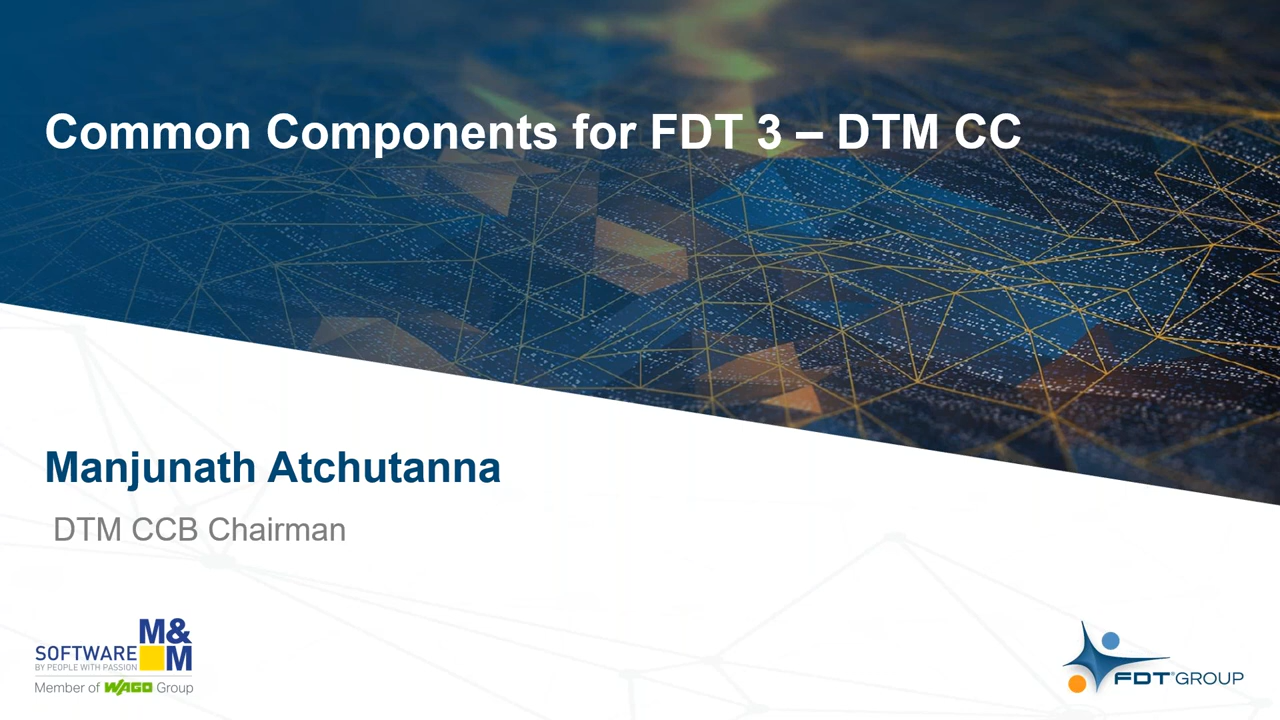 Common Components for FDT 3 – DTM CC
Manjunath Atchutanna
DTM CCB Chairman
M&
SOFTWARE M
BY PEOPLE WITH PASSION
Member of WAGO Group
FDT® GROUP